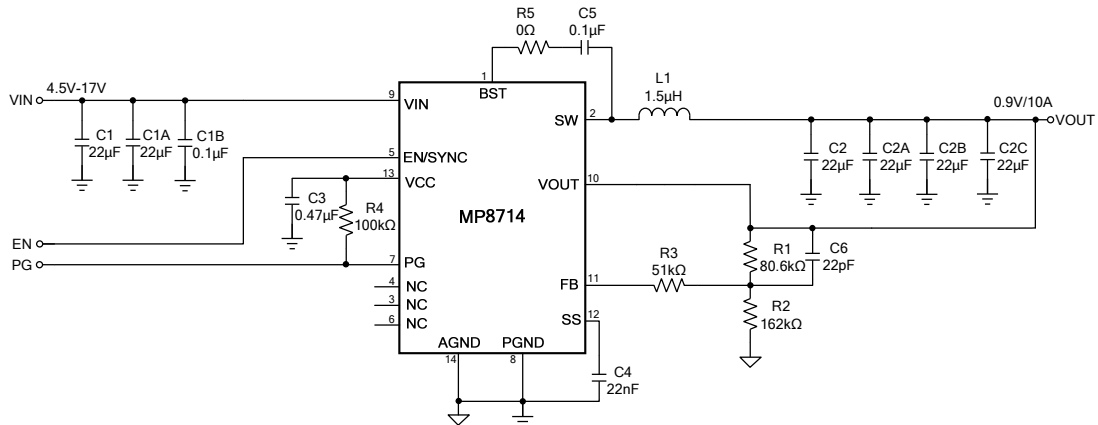 R5
0Ω
C5
0.1µF
1
BST
VIN
4.5V-17V
9
VIN
C1
22µF
C1A
22µF
C1B
0.1µF
SW
2
L1
1.5µH
0.9V/10A
VOUT
C2
22µF
C2A
22µF
C2B
22µF
C2C
22µF
5
EN/SYNC
13
VCC
C3
0.47µF
R4
100kΩ
VOUT
10
MP8714
EN
PG
7
PG
4
NC
3
NC
6
NC
FB
11
R3
51kΩ
R1
80.6kΩ
C6
22pF
R2
162kΩ
SS
12
AGND
14
PGND
8
C4
22nF